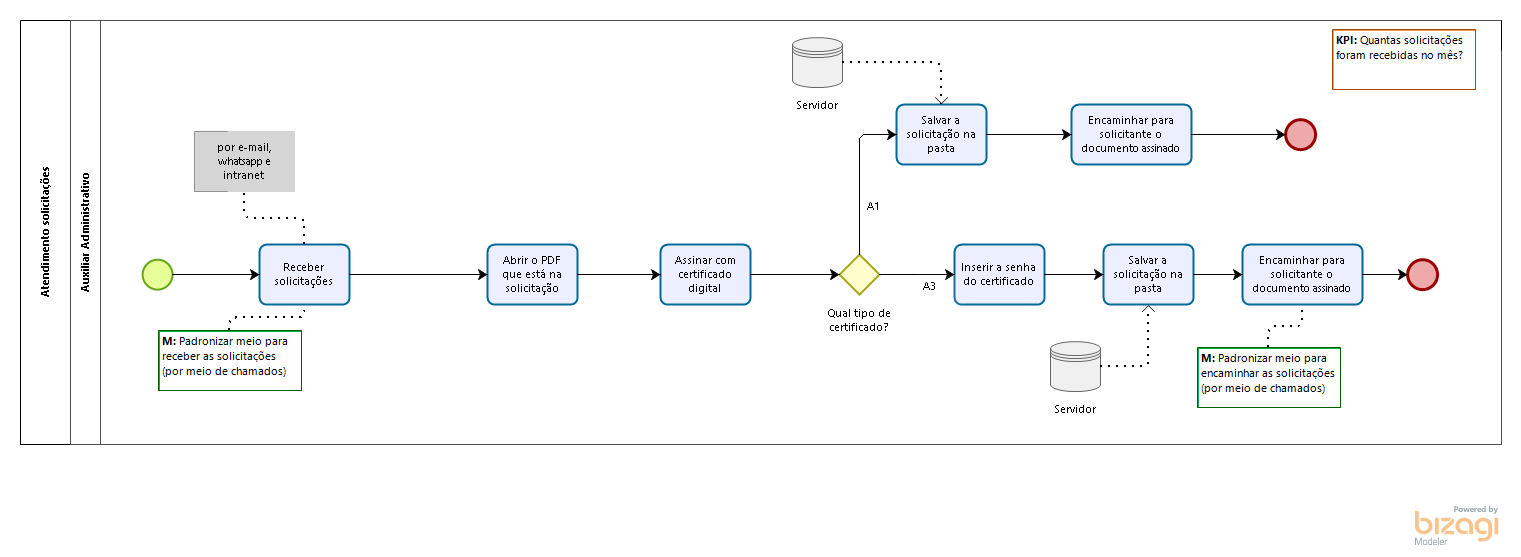 Atendimento solicitações
Auxiliar Administrativo
KPI: Quantas solicitações
foram recebidas no mês?
Servidor
Salvar a
solicitação na
pasta
Encaminhar para
solicitante o
documento assinado
por e-mail,
whatsapp e
intranet
A1
Receber
solicitações
Abrir o PDF
que está na
solicitação
Assinar com
certificado
digital
Qual tipo de
certificado?
A3
Inserir a senha
do certificado
Salvar a
solicitação na
pasta
Encaminhar para
solicitante o
documento assinado
M: Padronizar meio para
receber as solicitações
(por meio de chamados)
Servidor
M: Padronizar meio para
encaminhar as solicitações
(por meio de chamados)
Powered by
bizagi
Modeler